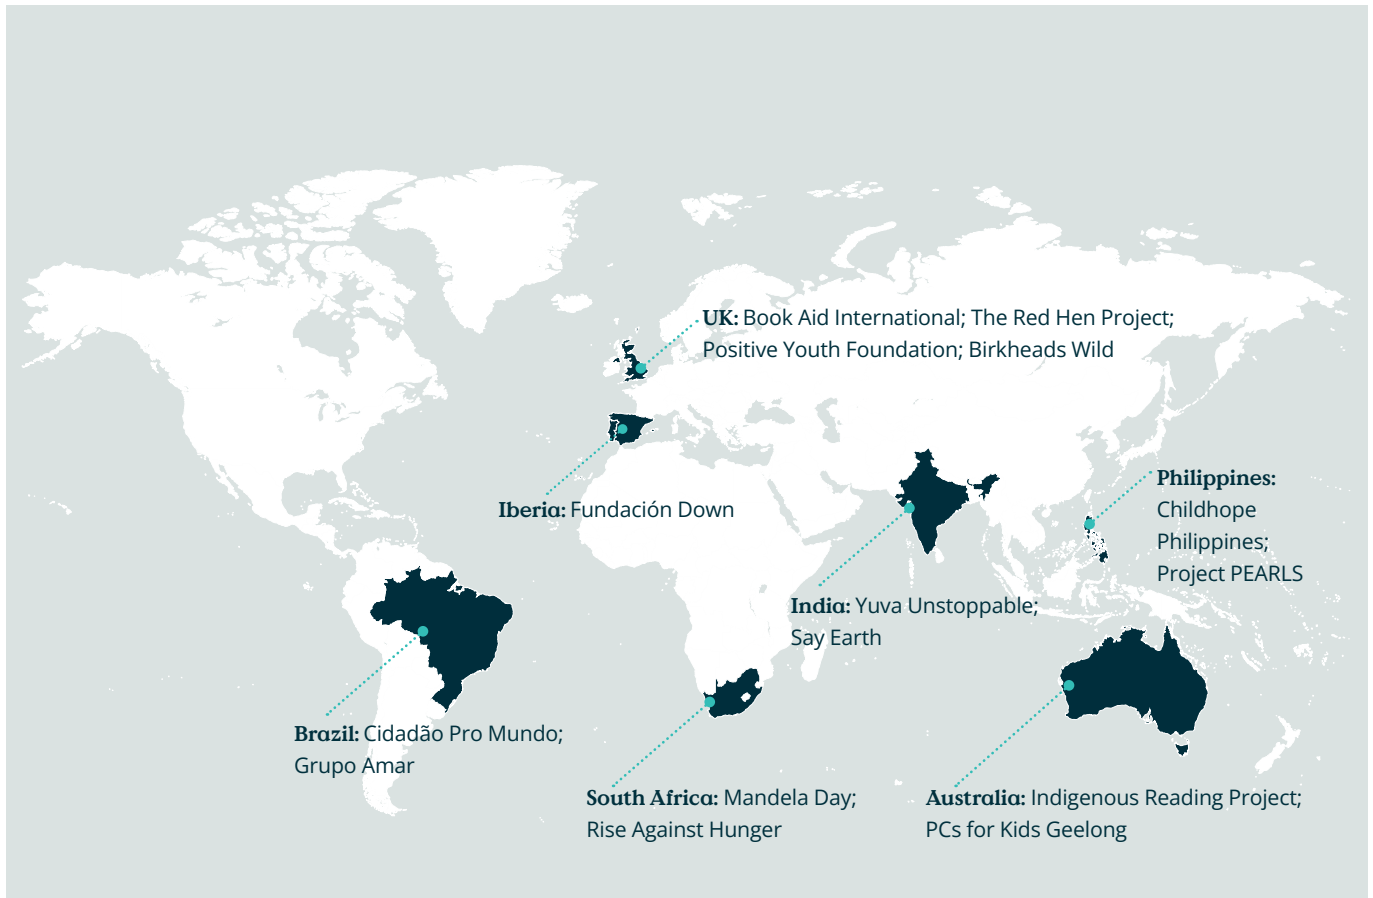 UK: Book Aid International; The Red Hen Project;
Positive Youth Foundation; Birkheads Wild
Iberia: Fundación Down
Philippines:
Childhope
Philippines;
Project PEARLS
India: Yuva Unstoppable;
Say Earth
Brazil: Cidadão Pro Mundo;
Grupo Amar
South Africa: Mandela Day;
Rise Against Hunger
Australia: Indigenous Reading Project;
PCs for Kids Geelong